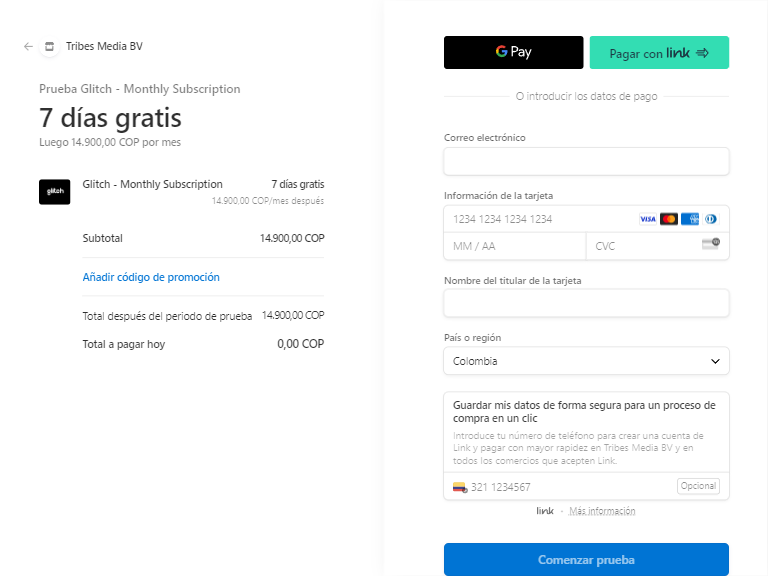 Tribes Media BV
Prueba Glitch - Monthly Subscription
7 días gratis
Luego 14.900,00 COP por mes
glitch
Glitch - Monthly Subscription 7 días gratis
14.900,00 COP/mes después
Subtotal 14.900,00 COP
Añadir código de promoción
Total después del periodo de prueba 14.900,00 COP
Total a pagar hoy 0,00 COP
G Pay
Pagar con link
O introducir los datos de pago
Correo electrónico
Información de la tarjeta
1234 1234 1234 1234 VISA
MM / AA CVC
Nombre del titular de la tarjeta
País o región
Colombia
Guardar mis datos de forma segura para un proceso de
compra en un clic
Introduce tu número de teléfono para crear una cuenta de
Link y pagar con mayor rapidez en Tribes Media BV y en
todos los comercios que acepten Link.
321 1234567 Opcional
link · Más información
Comenzar prueba